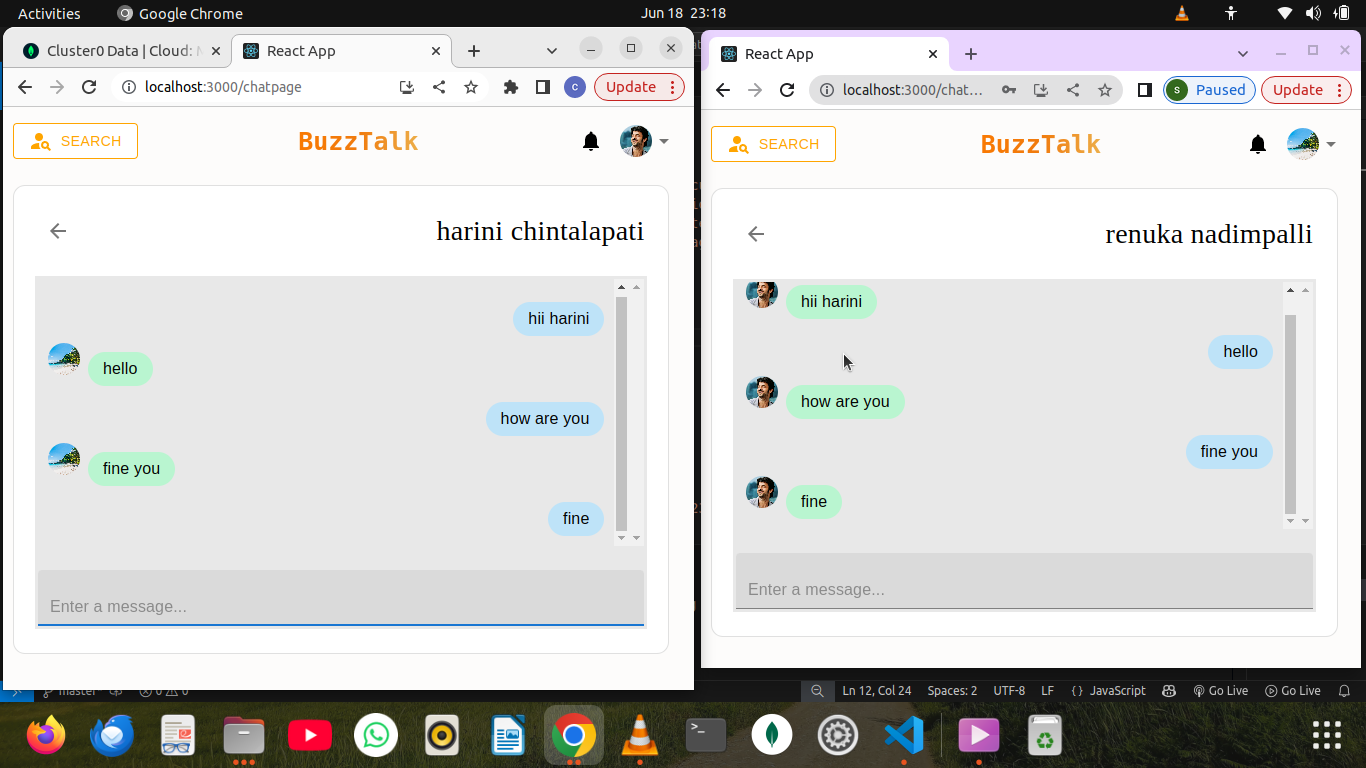 Activities
Google Chrome
Jun 18 23:18
Cluster0 Data | Cloud:
React App
localhost:3000/chatpage
C
Update
SEARCH
BuzzTalk
harini chintalapati
hii harini
hello
how are you
fine you
fine
Enter a message...
React App
localhost:3000/chat...
S
Paused
Update
SEARCH
BuzzTalk
renuka nadimpalli
hii harini
hello
how are you
fine you
fine
Enter a message...
master
0
0
Ln 12, Col 24
Spaces: 2
UTF-8
LF
{ } JavaScript
Go Live
Go Live